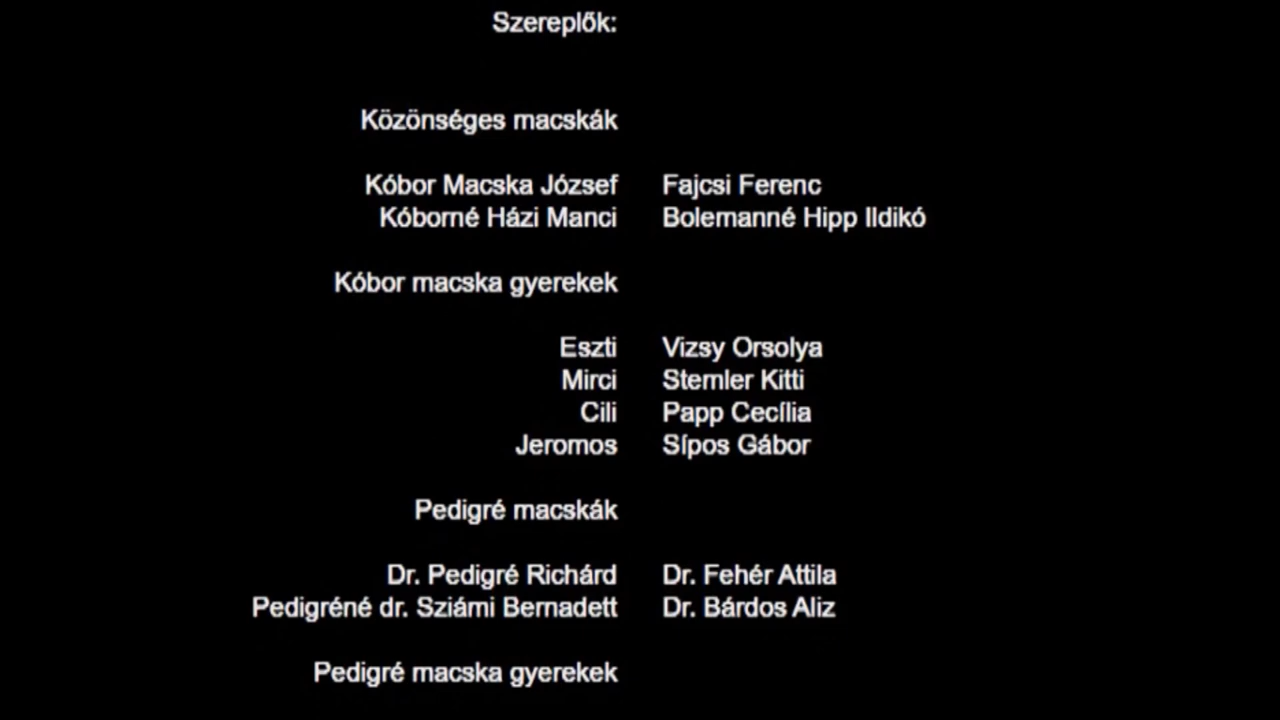 Szereplők:
Közönséges macskák
Kóbor Macska József Fajcsi Ferenc
Kóborné Házi Manci Bolemanné Hipp Ildikó
Kóbor macska gyerekek
Eszti Vizsy Orsolya
Mirci Stemler Kitti
Cili Papp Cecília
Jeromos Sípos Gábor
Pedigré macskák
Dr. Pedigré Richárd Dr. Fehér Attila
Pedigréné dr. Sziámi Bernadett Dr. Bárdos Aliz
Pedigré macska gyerekek